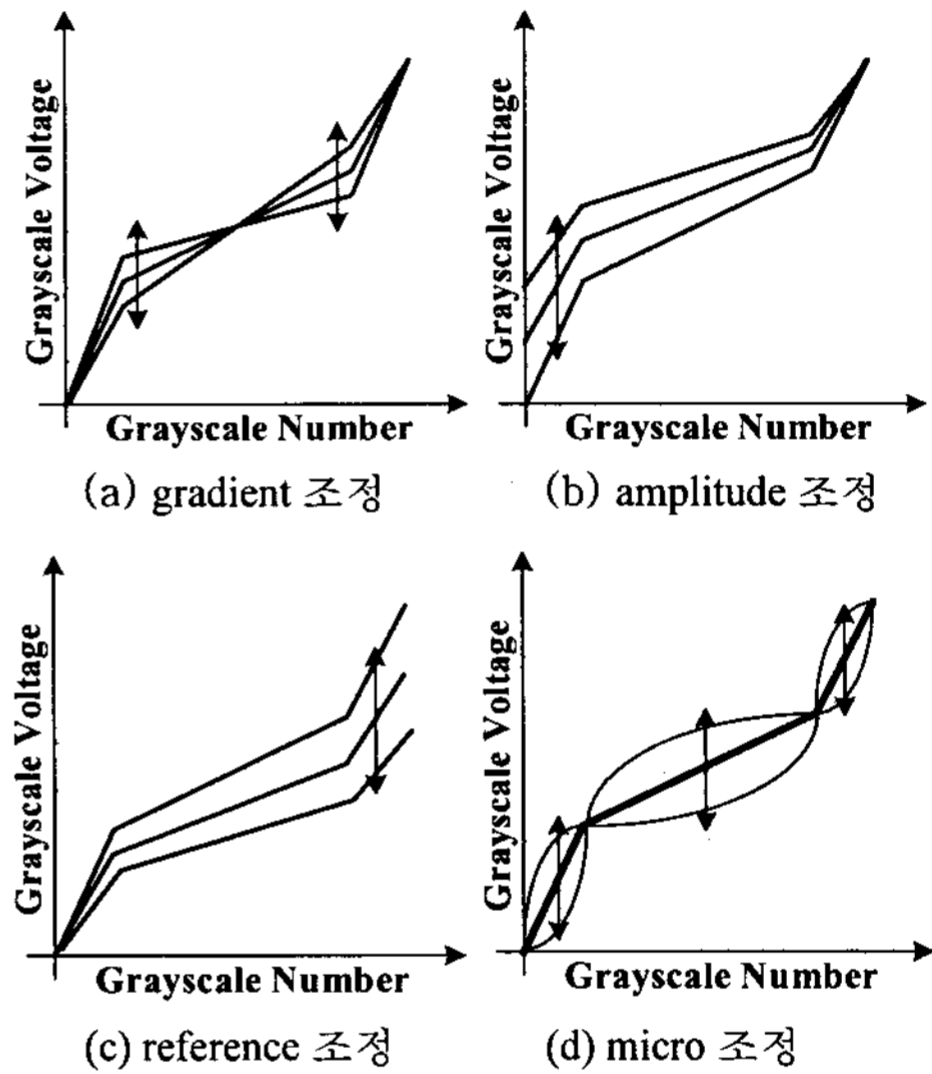 Grayscale Voltage
Grayscale Number
(a) gradient 조정
Grayscale Voltage
Grayscale Number
(b) amplitude 조정
Grayscale Voltage
Grayscale Number
(c) reference 조정
Grayscale Voltage
Grayscale Number
(d) micro 조정